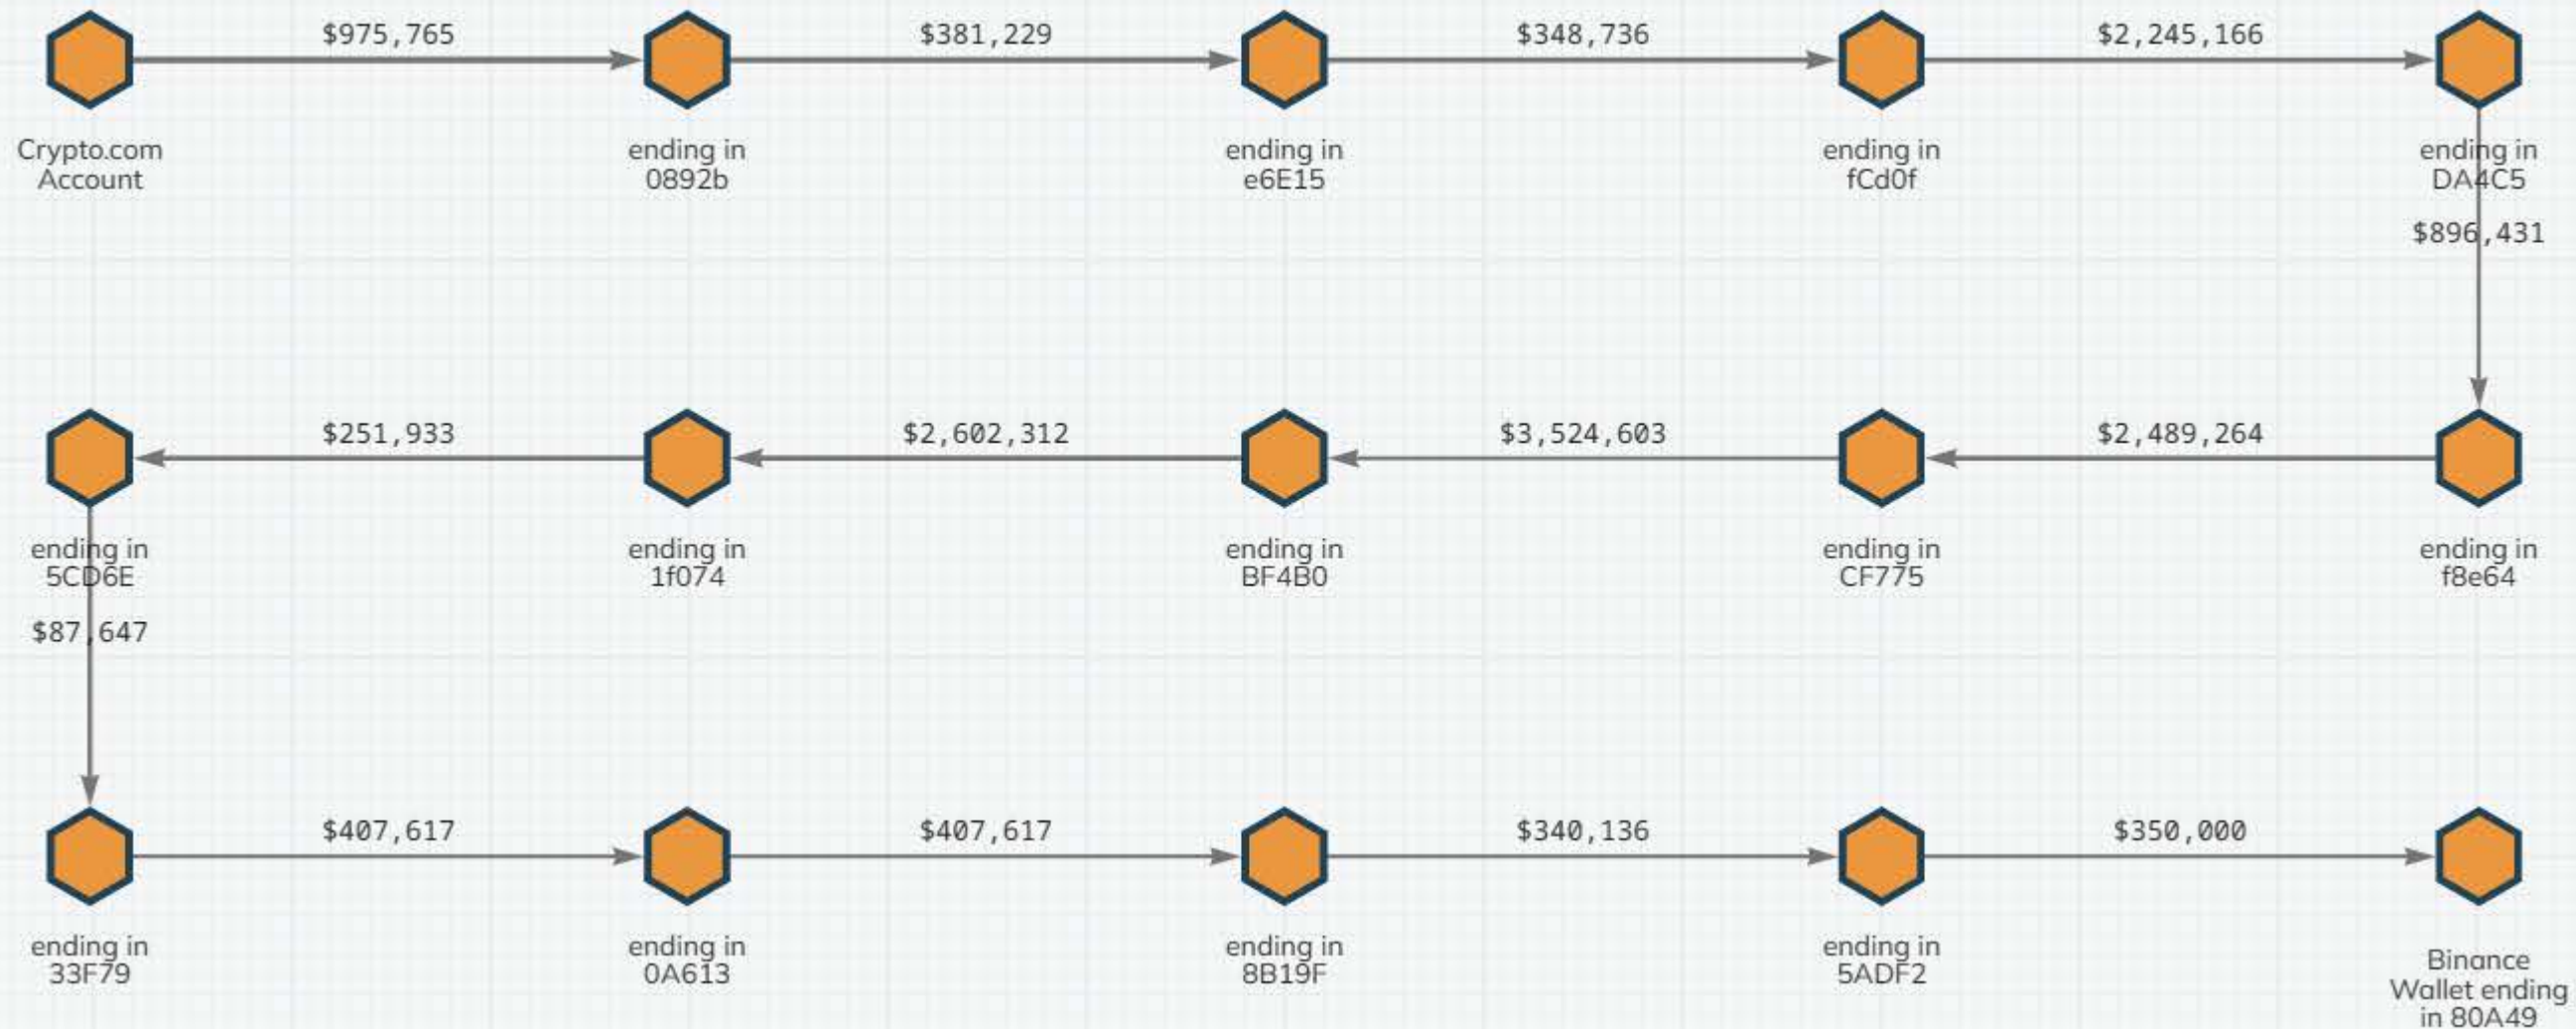 $975,765
$381,229
$348,736
$2,245,166
Crypto.com
Account
ending in
0892b
ending in
e6E15
ending in
fCd0f
ending in
DA4C5
$896,431
$251,933
$2,602,312
$3,524,603
$2,489,264
ending in
5CD6E
ending in
1f074
ending in
BF4B0
ending in
CF775
ending in
f8e64
$87,647
$407,617
$407,617
$340,136
$350,000
ending in
33F79
ending in
0A613
ending in
8B19F
ending in
5ADF2
Binance
Wallet ending
in 80A49